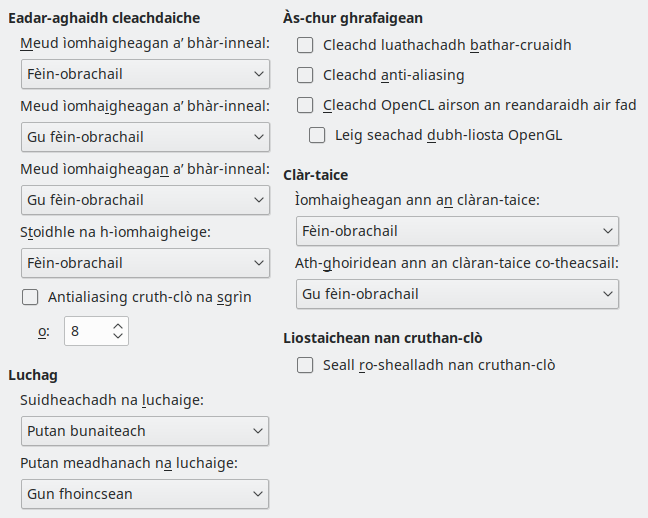 Eadar-aghaidh cleachdaiche
Meud ìomhaigheagan a’ bhàr-inneal:
Fèin-obrachail
Meud ìomhaigheagan a’ bhàr-inneal:
Gu fèin-obrachail
Meud ìomhaigheagan a’ bhàr-inneal:
Gu fèin-obrachail
Stoidhle na h-ìomhaigheige:
Fèin-obrachail
Antialiasing cruth-clò na sgrìn
o: 8
Luchag
Suidheachadh na luchaige:
Putan bunaiteach
Putan meadhanach na luchaige:
Gun fhoincsean
Às-chur ghrafaigean
Cleachd luathachadh bathar-cruaidh
Cleachd anti-aliasing
Cleachd OpenCL airson an reandaraidh air fad
Leig seachad dubh-liosta OpenGL
Clàr-taice
Ìomhaigheagan ann an clàran-taice:
Fèin-obrachail
Ath-ghoiridean ann an clàran-taice co-theacsail:
Gu fèin-obrachail
Liostaichean nan cruthan-clò
Seall ro-shealladh nan cruthan-clò